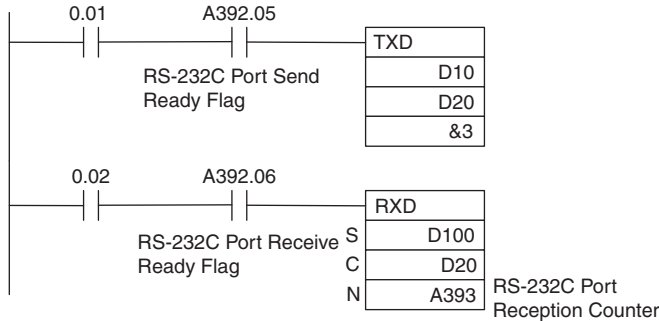 0.01 A392.05
TXD
D10
RS-232C Port Send
Ready Flag
D20
&3
0.02 A392.06
RXD
RS-232C Port Receive
Ready Flag
S D100
C D20
N A393
RS-232C Port
Reception Counter